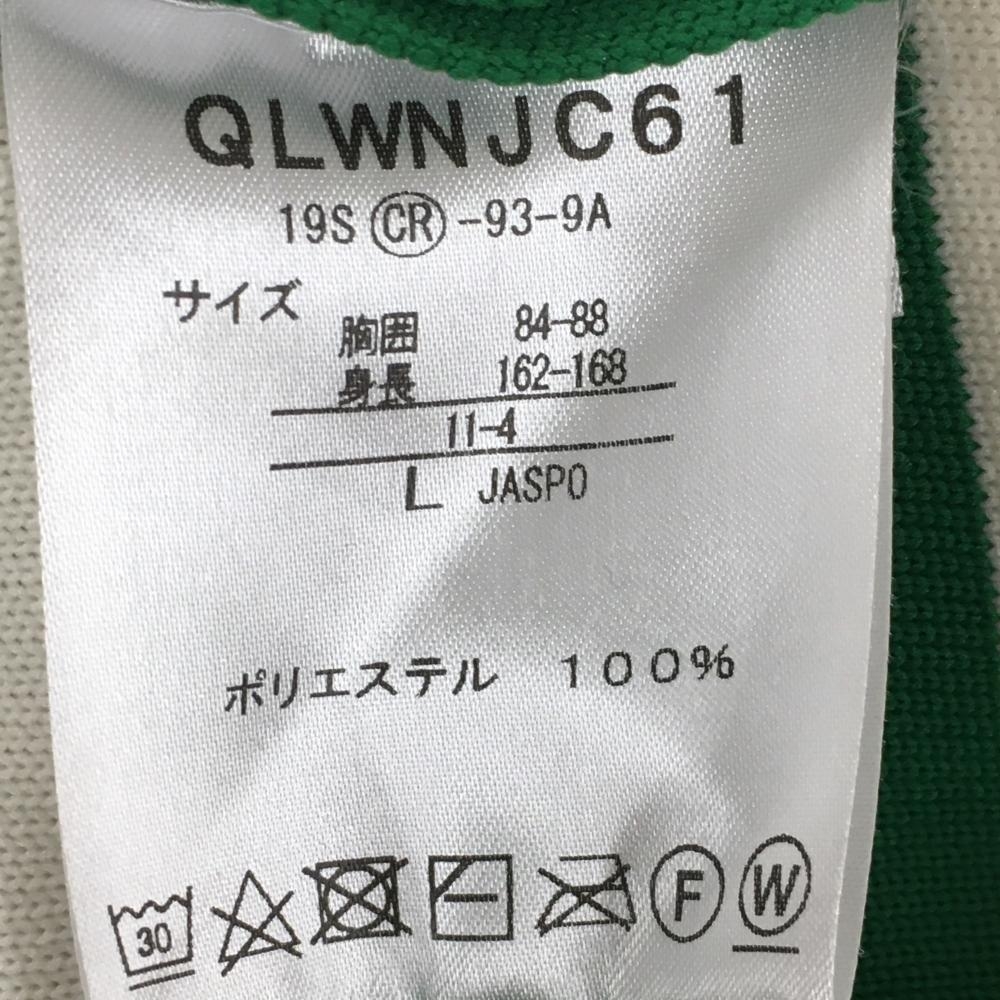 QLWNJC61
19S CR -93-9A
サイズ
胸囲 84-88
身長 162-168
11-4
L JASPO
ポリエステル 100%
30 F W